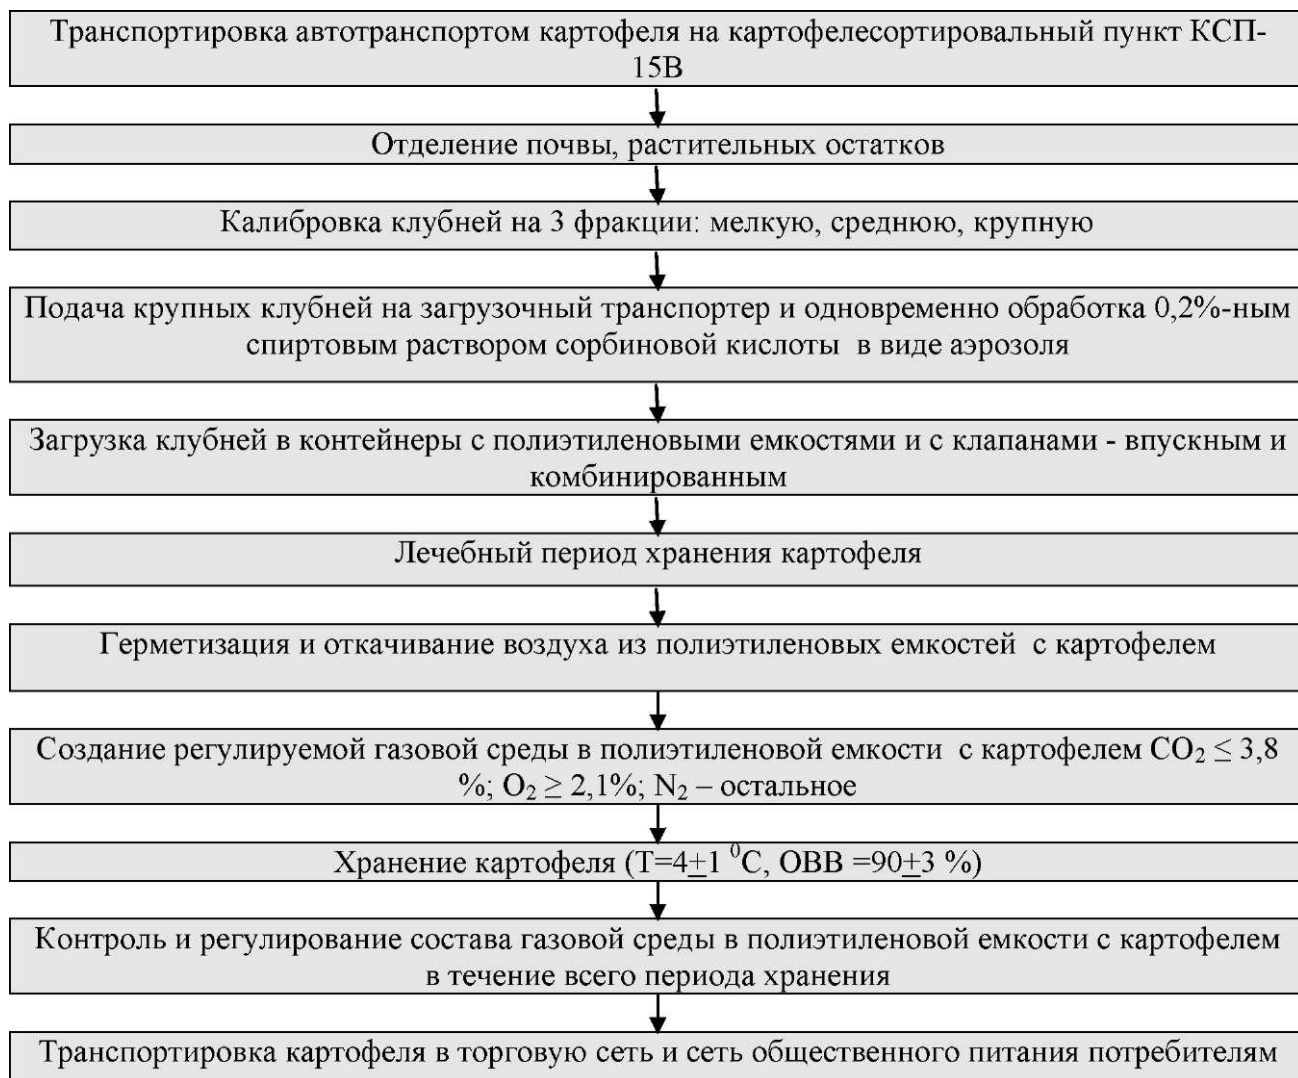 Транспортировка автотранспортом картофеля на картофелесортировальный пункт КСП-
15В
Отделение почвы, растительных остатков
Калибровка клубней на 3 фракции: мелкую, среднюю, крупную
Подача крупных клубней на загрузочный транспортер и одновременно обработка 0,2%-ным
спиртовым раствором сорбиновой кислоты в виде аэрозоля
Загрузка клубней в контейнеры с полиэтиленовыми емкостями и с клапанами - впускным и
комбинированным
Лечебный период хранения картофеля
Герметизация и откачивание воздуха из полиэтиленовых емкостей с картофелем
Создание регулируемой газовой среды в полиэтиленовой емкости с картофелем CO₂ ≤ 3,8
%; O₂ ≥ 2,1%; N₂ – остальное
Хранение картофеля (Т=4±1 ⁰С, ОВВ =90±3 %)
Контроль и регулирование состава газовой среды в полиэтиленовой емкости с картофелем
в течение всего периода хранения
Транспортировка картофеля в торговую сеть и сеть общественного питания потребителям